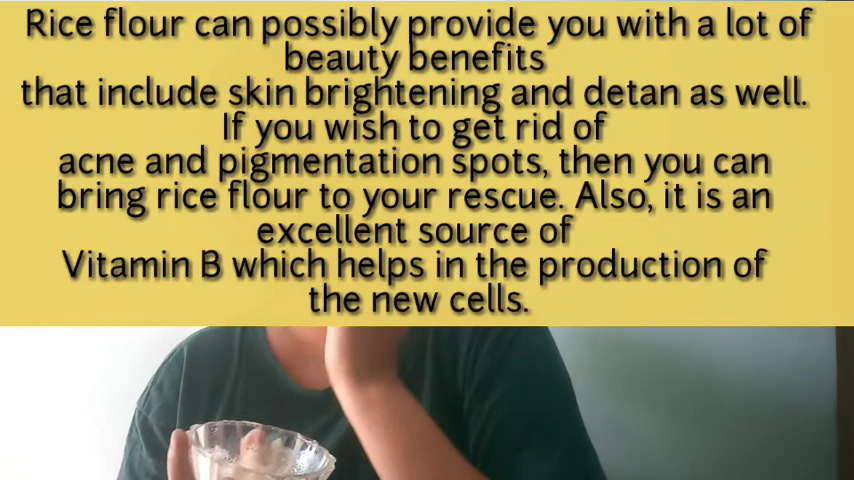 Rice flour can possibly provide you with a lot of
beauty benefits
that include skin brightening and detan as well.
If you wish to get rid of
acne and pigmentation spots, then you can
bring rice flour to your rescue. Also, it is an
excellent source of
Vitamin B which helps in the production of
the new cells.